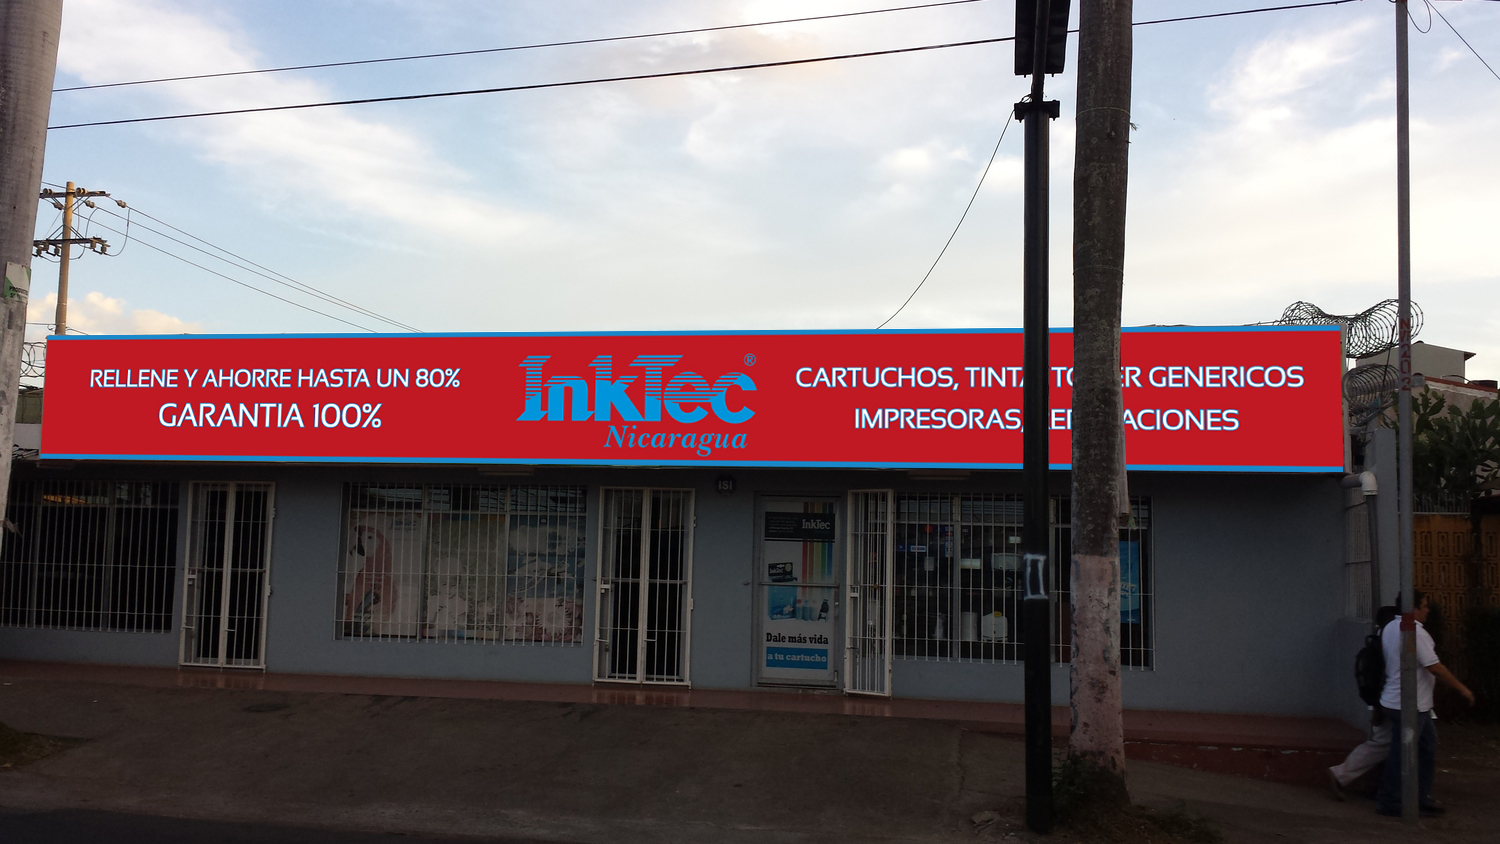 RELLENE Y AHORRE HASTA UN 80%
GARANTIA 100%
InkTec®
Nicaragua
CARTUCHOS, GENERICOS
IMPRESORAS,
InkTec
Dale más vida
a tu cartucho